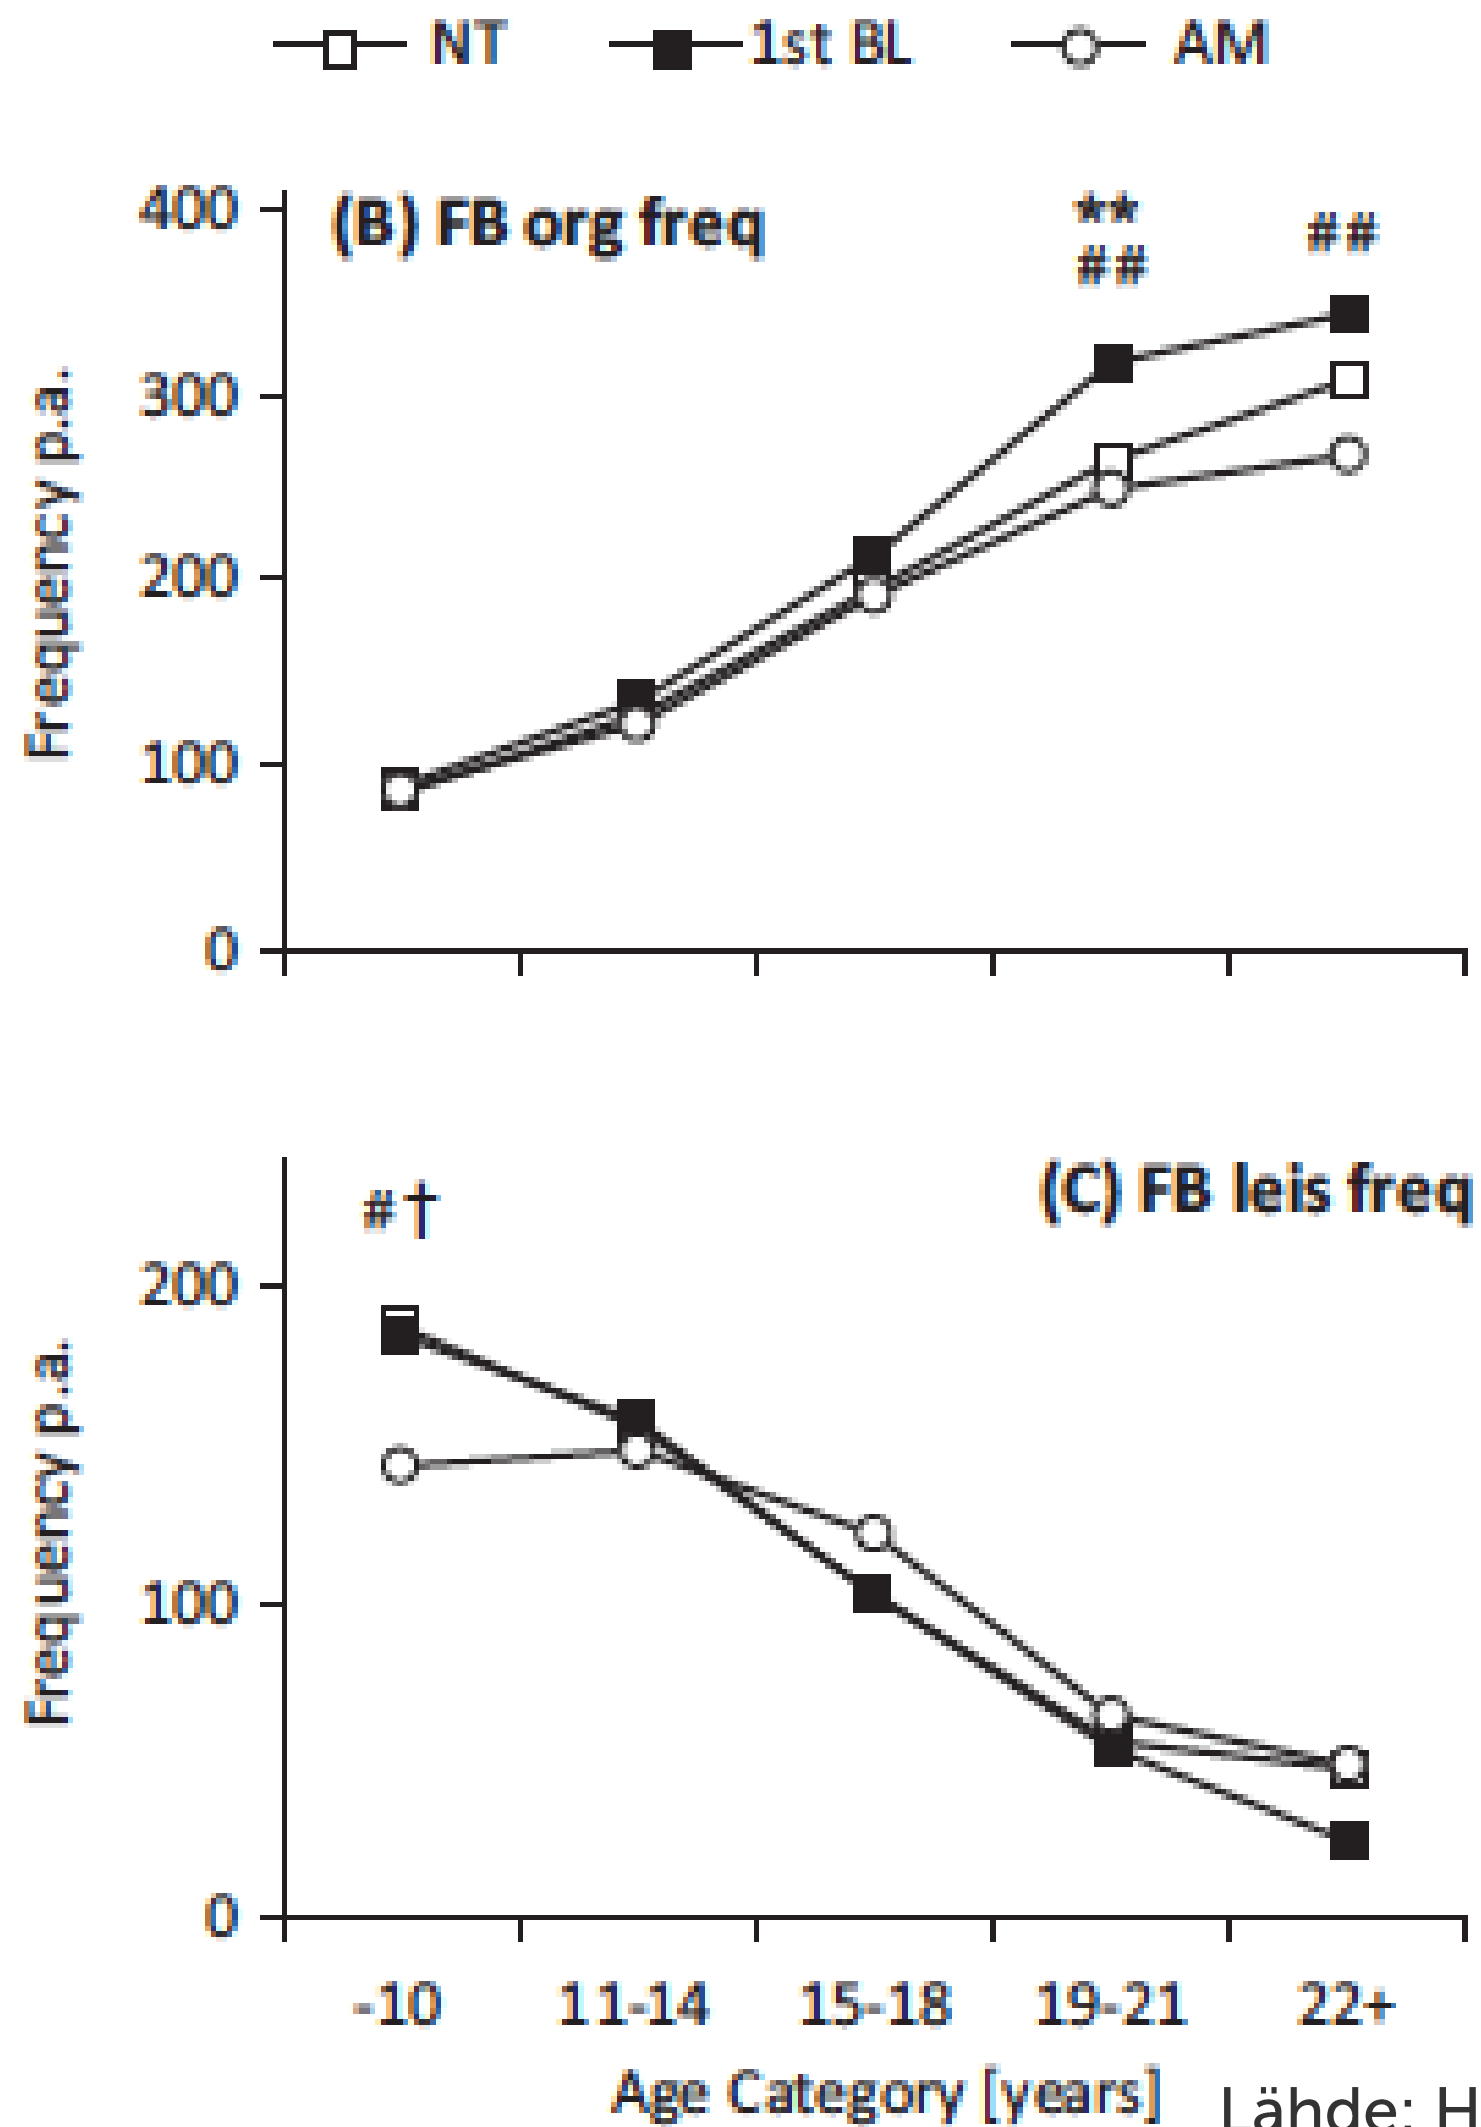 NT 1st BL AM
400 (B) FB org freq ** ##
##
300
200
100
0
Frequency p.a.
#† (C) FB leis freq
200
100
0
Frequency p.a.
-10 11-14 15-18 19-21 22+
Age Category [years]
Lähde: H